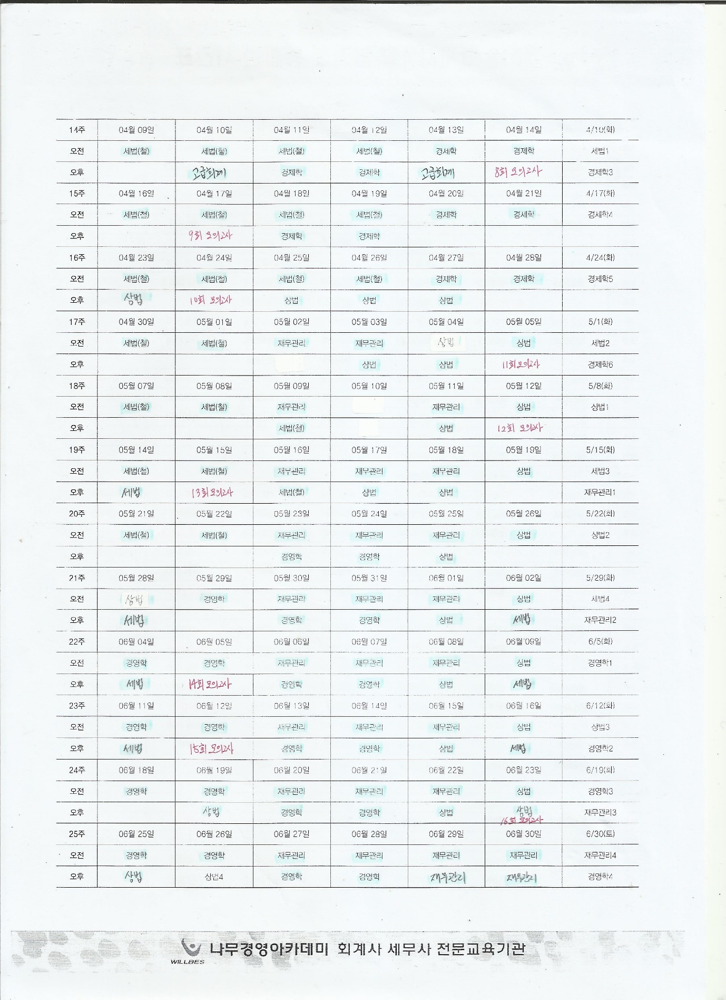 14주 04월 09일 04월 10일 04월 11일 04월 12일 04월 13일 04월 14일 4/10(화)
오전 세법(철) 세법(철) 세법(철) 세법(철) 경제학 경제학 세법1
오후 고급회계 경제학 경제학 고급회계 8회 모의고사 경제학3
15주 04월 16일 04월 17일 04월 18일 04월 19일 04월 20일 04월 21일 4/17(화)
오전 세법(철) 세법(철) 세법(철) 세법(철) 경제학 경제학 경제학4
오후 9회 모의고사 경제학 경제학
16주 04월 23일 04월 24일 04월 25일 04월 26일 04월 27일 04월 28일 4/24(화)
오전 세법(철) 세법(철) 세법(철) 세법(철) 경제학 경제학 경제학5
오후 상법 10회 모의고사 상법 상법 상법
17주 04월 30일 05월 01일 05월 02일 05월 03일 05월 04일 05월 05일 5/1(화)
오전 세법(철) 세법(철) 재무관리 재무관리 상법 상법 세법2
오후 상법 상법 11회 모의고사 경제학6
18주 05월 07일 05월 08일 05월 09일 05월 10일 05월 11일 05월 12일 5/8(화)
오전 세법(철) 세법(철) 재무관리 재무관리 상법 상법1
오후 세법(철) 상법 12회 모의고사
19주 05월 14일 05월 15일 05월 16일 05월 17일 05월 18일 05월 19일 5/15(화)
오전 세법(철) 세법(철) 재무관리 재무관리 재무관리 상법 세법3
오후 세법 13회 모의고사 세법(철) 상법 상법 재무관리1
20주 05월 21일 05월 22일 05월 23일 05월 24일 05월 25일 05월 26일 5/22(화)
오전 세법(철) 세법(철) 재무관리 재무관리 재무관리 상법 상법2
오후 경영학 경영학 상법
21주 05월 28일 05월 29일 05월 30일 05월 31일 06월 01일 06월 02일 5/29(화)
오전 상법 경영학 재무관리 재무관리 재무관리 상법 세법4
오후 세법 경영학 경영학 상법 세법 재무관리2
22주 06월 04일 06월 05일 06월 06일 06월 07일 06월 08일 06월 09일 6/5(화)
오전 경영학 경영학 재무관리 재무관리 재무관리 상법 경영학1
오후 세법 14회 모의고사 경영학 경영학 상법 세법
23주 06월 11일 06월 12일 06월 13일 06월 14일 06월 15일 06월 16일 6/12(화)
오전 경영학 경영학 재무관리 재무관리 재무관리 상법 상법3
오후 세법 15회 모의고사 경영학 경영학 상법 세법 경영학2
24주 06월 18일 06월 19일 06월 20일 06월 21일 06월 22일 06월 23일 6/19(화)
오전 경영학 경영학 재무관리 재무관리 재무관리 상법 경영학3
오후 상법 경영학 경영학 상법 상법 재무관리3
16회 모의고사
25주 06월 25일 06월 26일 06월 27일 06월 28일 06월 29일 06월 30일 6/30(토)
오전 경영학 경영학 재무관리 재무관리 재무관리 재무관리 재무관리4
오후 상법 상법4 경영학 경영학 재무관리 재무관리 경영학4
나무경영아카데미 회계사 세무사 전문교육기관
WILLBES